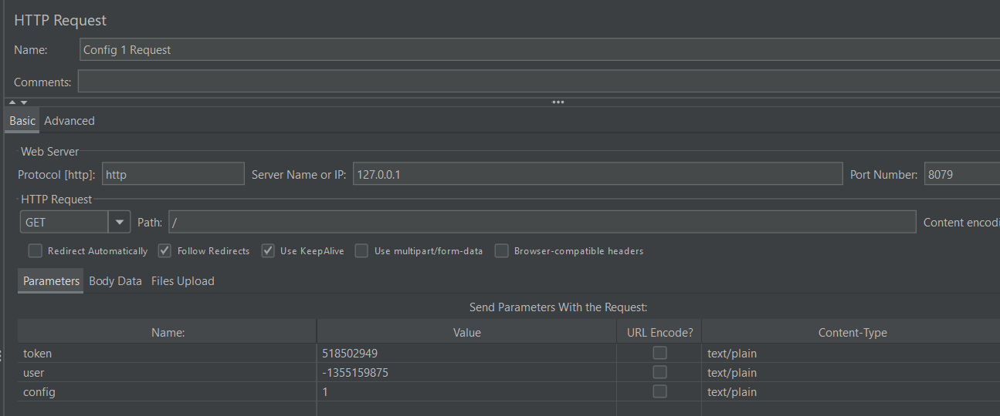 HTTP Request
Name: Config 1 Request
Comments:
Basic Advanced
Web Server
Protocol [http]: http Server Name or IP: 127.0.0.1 Port Number: 8079
HTTP Request
GET Path: / Content encodi
Redirect Automatically Follow Redirects Use KeepAlive Use multipart/form-data Browser-compatible headers
Parameters Body Data Files Upload
Send Parameters With the Request:
Name: Value URL Encode? Content-Type
token 518502949 text/plain
user -1355159875 text/plain
config 1 text/plain